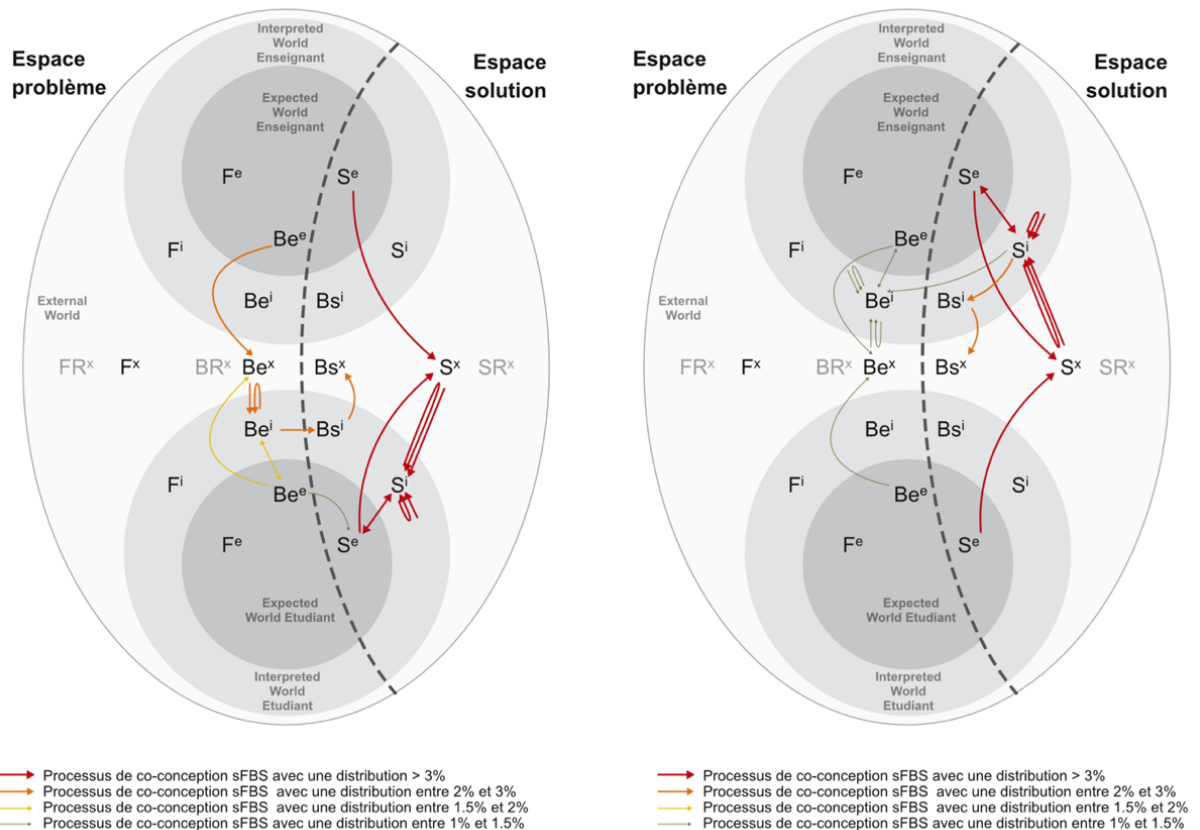 Espace
problème
Interpreted
World
Enseignant
Espace
solution
Expected
World
Enseignant
Fᵉ
Sᵉ
Beᵉ
Fⁱ
Sⁱ
Beⁱ
Bsⁱ
External
World
FRˣ
Fˣ
BRˣ
Beˣ
Bsˣ
Sˣ
SRˣ
Beⁱ
Bsⁱ
Fⁱ
Beᵉ
Sⁱ
Fᵉ
Sᵉ
Expected
World Etudiant
Interpreted
World
Etudiant
Processus de co-conception sFBS avec une distribution > 3%
Processus de co-conception sFBS avec une distribution entre 2% et 3%
Processus de co-conception sFBS avec une distribution entre 1.5% et 2%
Processus de co-conception sFBS avec une distribution entre 1% et 1.5%
Espace
problème
Interpreted
World
Enseignant
Espace
solution
Expected
World
Enseignant
Fᵉ
Sᵉ
Beᵉ
Fⁱ
Sⁱ
Beⁱ
Bsⁱ
External
World
FRˣ
Fˣ
BRˣ
Beˣ
Bsˣ
Sˣ
SRˣ
Beⁱ
Bsⁱ
Fⁱ
Beᵉ
Sⁱ
Fᵉ
Sᵉ
Expected
World Etudiant
Interpreted
World
Etudiant
Processus de co-conception sFBS avec une distribution > 3%
Processus de co-conception sFBS avec une distribution entre 2% et 3%
Processus de co-conception sFBS avec une distribution entre 1.5% et 2%
Processus de co-conception sFBS avec une distribution entre 1% et 1.5%